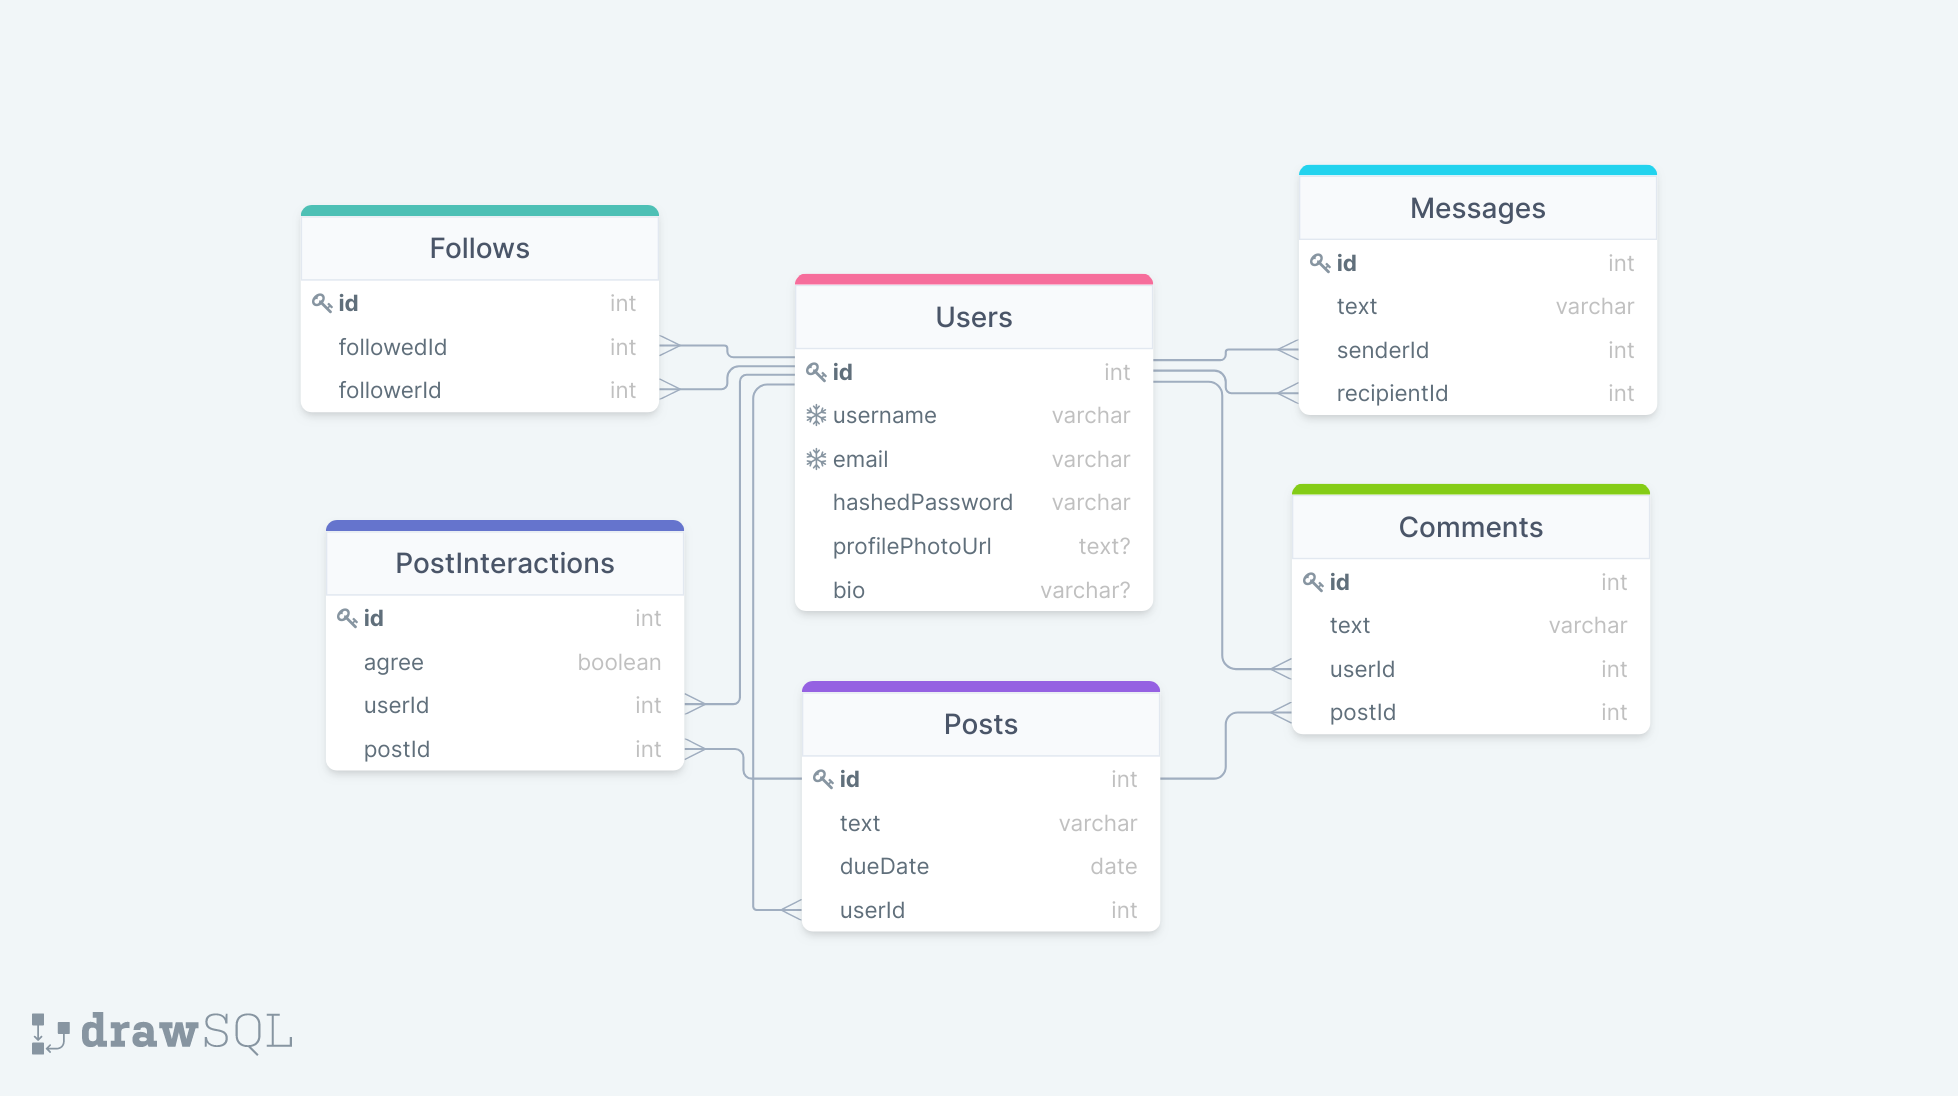 Follows
id int
followedId int
followerId int
PostInteractions
id int
agree boolean
userId int
postId int
Users
id int
username varchar
email varchar
hashedPassword varchar
profilePhotoUrl text?
bio varchar?
Posts
id int
text varchar
dueDate date
userId int
Messages
id int
text varchar
senderId int
recipientId int
Comments
id int
text varchar
userId int
postId int
drawSQL